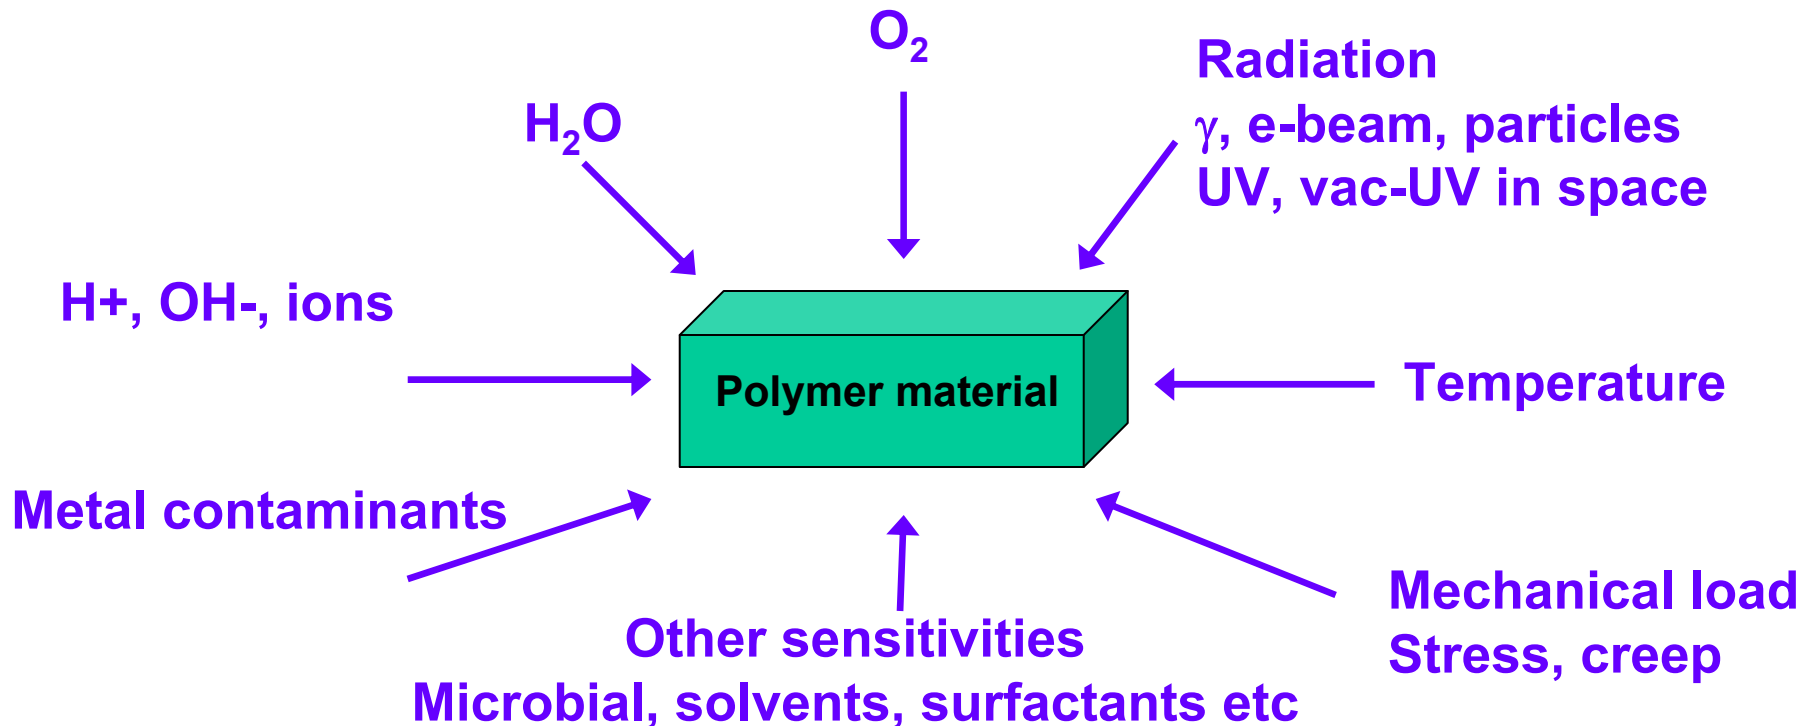 O₂
H₂O
Radiation
γ, e-beam, particles
UV, vac-UV in space
H+, OH-, ions
Polymer material
Temperature
Metal contaminants
Mechanical load
Stress, creep
Other sensitivities
Microbial, solvents, surfactants etc